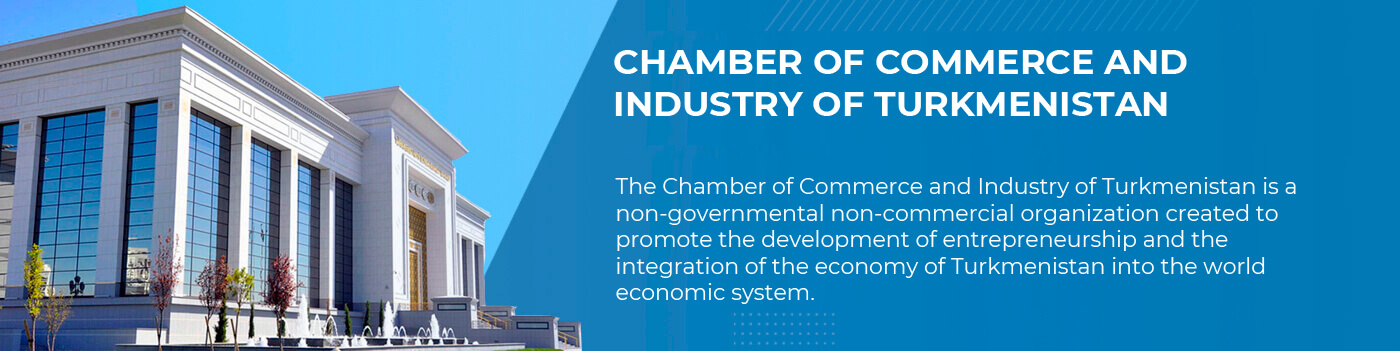 CHAMBER OF COMMERCE AND
INDUSTRY OF TURKMENISTAN
The Chamber of Commerce and Industry of Turkmenistan is a
non-governmental non-commercial organization created to
promote the development of entrepreneurship and the
integration of the economy of Turkmenistan into the world
economic system.